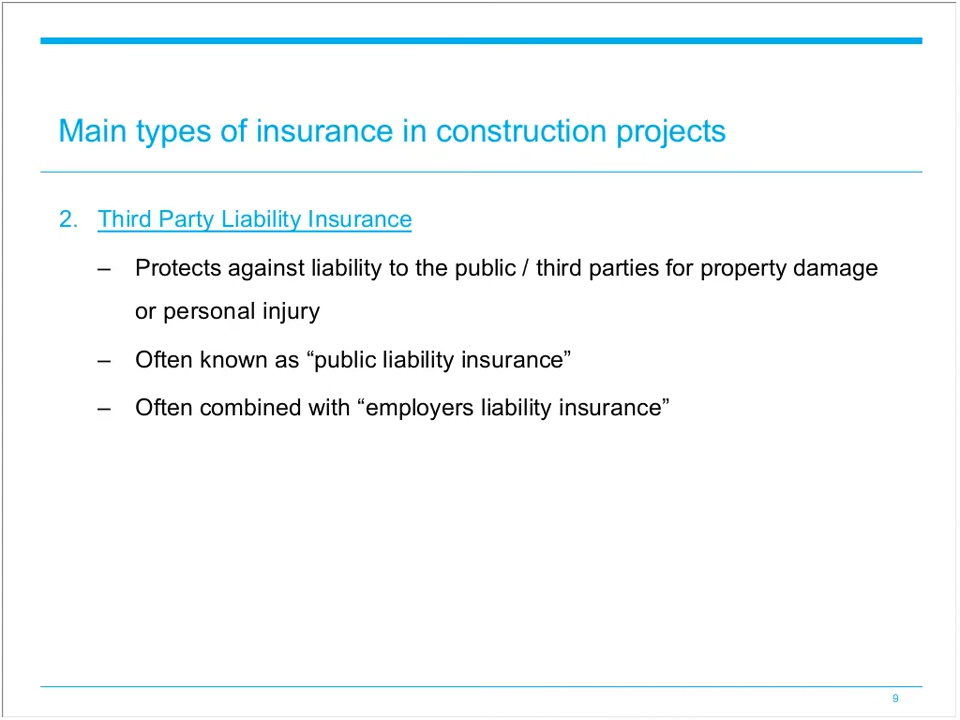 Main types of insurance in construction projects
2. Third Party Liability Insurance
– Protects against liability to the public / third parties for property damage
or personal injury
– Often known as “public liability insurance”
– Often combined with “employers liability insurance”
9